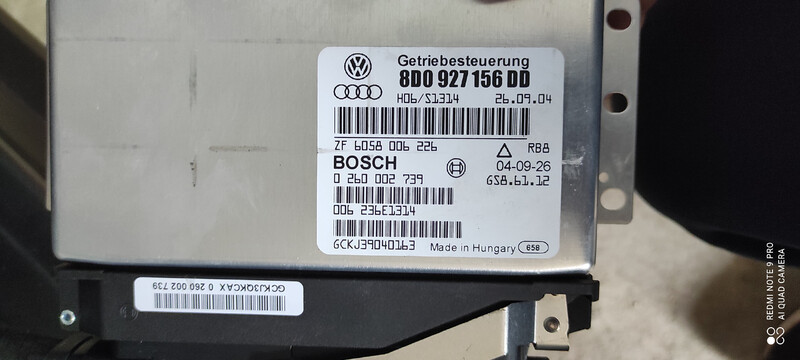 Getriebesteuerung
8D0 927 156 DD
H06/S1314 26.09.04
ZF 6058 006 226 RB8
BOSCH 04-09-26
0 260 002 739 GS8.61.12
006 236E1314
GCKJ39040163 Made in Hungary 658
GCKJ3QKCAX 0 260 002 739
REDMI NOTE 9 PRO
AI QUAD CAMERA